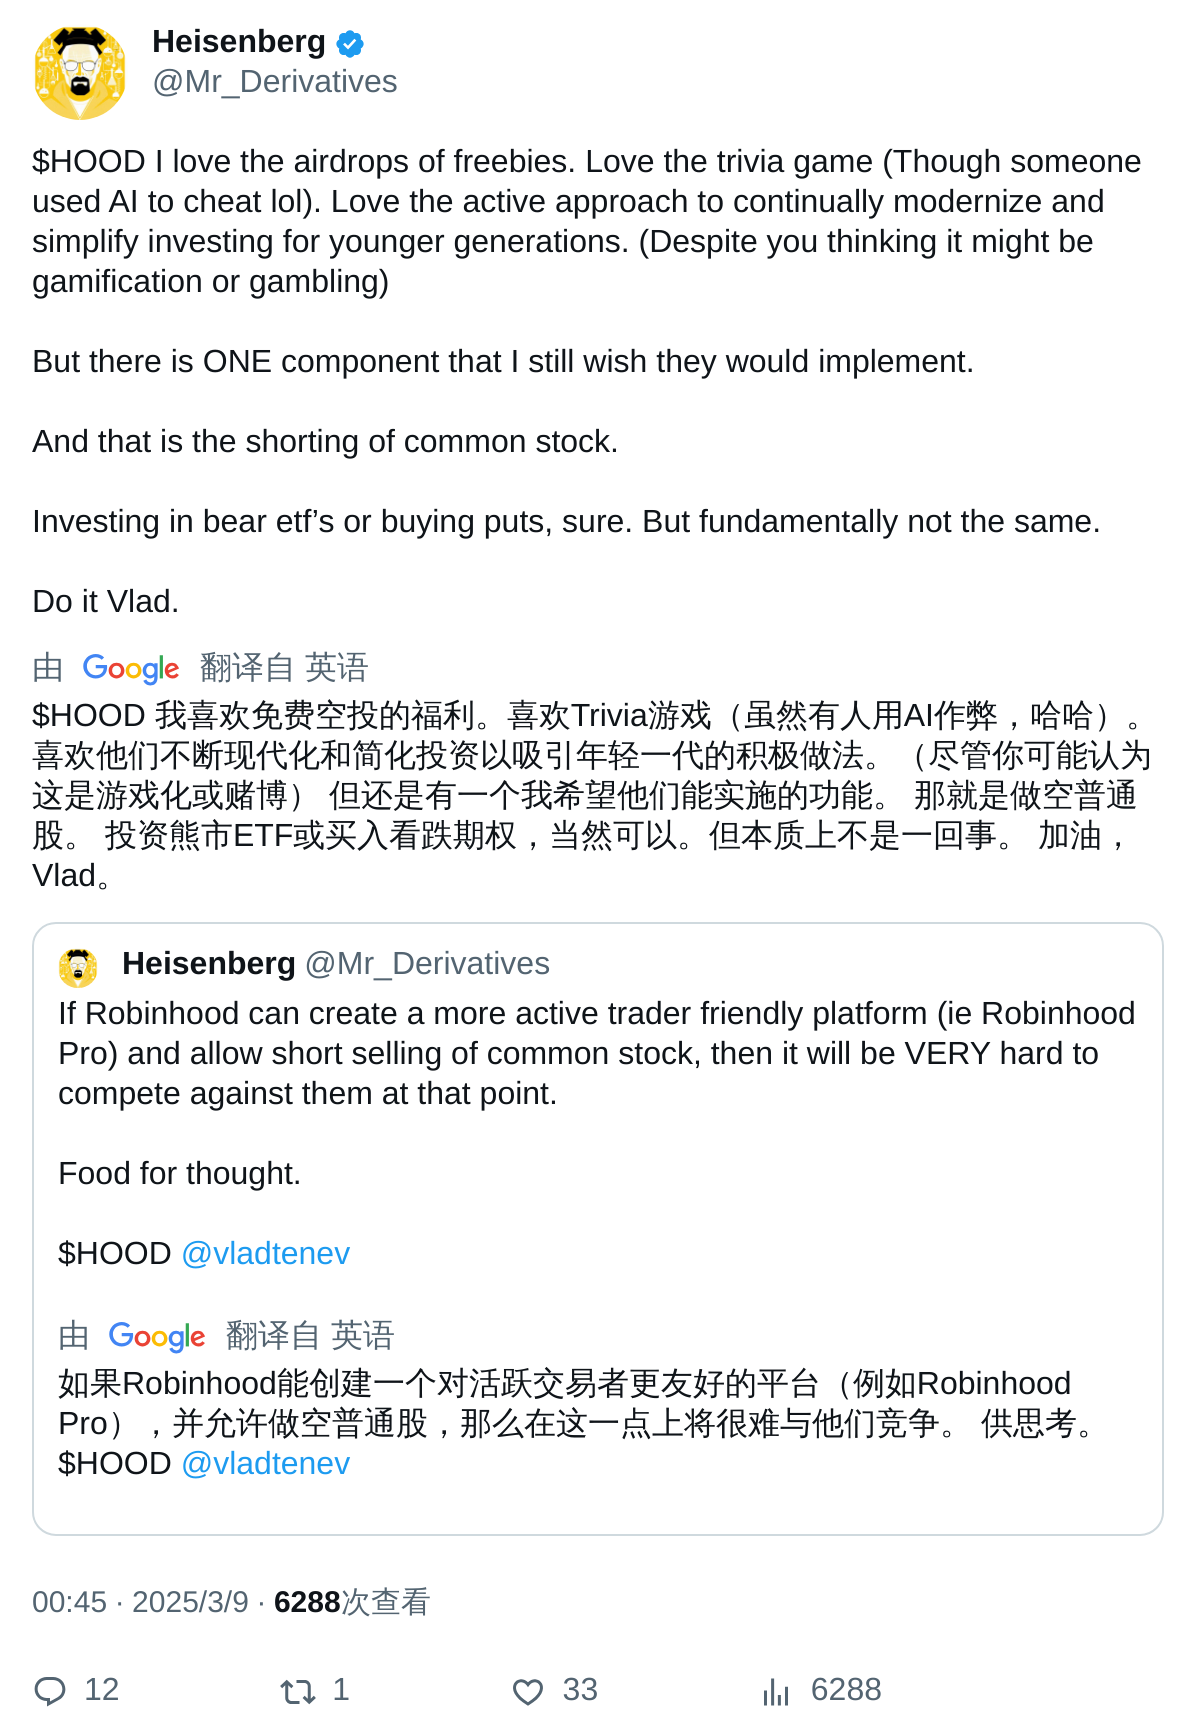 Heisenberg
@Mr_Derivatives
$HOOD I love the airdrops of freebies. Love the trivia game (Though someone
used AI to cheat lol). Love the active approach to continually modernize and
simplify investing for younger generations. (Despite you thinking it might be
gamification or gambling)
But there is ONE component that I still wish they would implement.
And that is the shorting of common stock.
Investing in bear etf’s or buying puts, sure. But fundamentally not the same.
Do it Vlad.
由 Google 翻译自 英语
$HOOD 我喜欢免费空投的福利。喜欢Trivia游戏（虽然有人用AI作弊，哈哈）。
喜欢他们不断现代化和简化投资以吸引年轻一代的积极做法。（尽管你可能认为
这是游戏化或赌博） 但还是有一个我希望他们能实施的功能。 那就是做空普通
股。 投资熊市ETF或买入看跌期权，当然可以。但本质上不是一回事。 加油，
Vlad。
Heisenberg @Mr_Derivatives
If Robinhood can create a more active trader friendly platform (ie Robinhood
Pro) and allow short selling of common stock, then it will be VERY hard to
compete against them at that point.
Food for thought.
$HOOD @vladtenev
由 Google 翻译自 英语
如果Robinhood能创建一个对活跃交易者更友好的平台（例如Robinhood
Pro），并允许做空普通股，那么在这一点上将很难与他们竞争。 供思考。
$HOOD @vladtenev
00:45 · 2025/3/9 · 6288次查看
12 1 33 6288